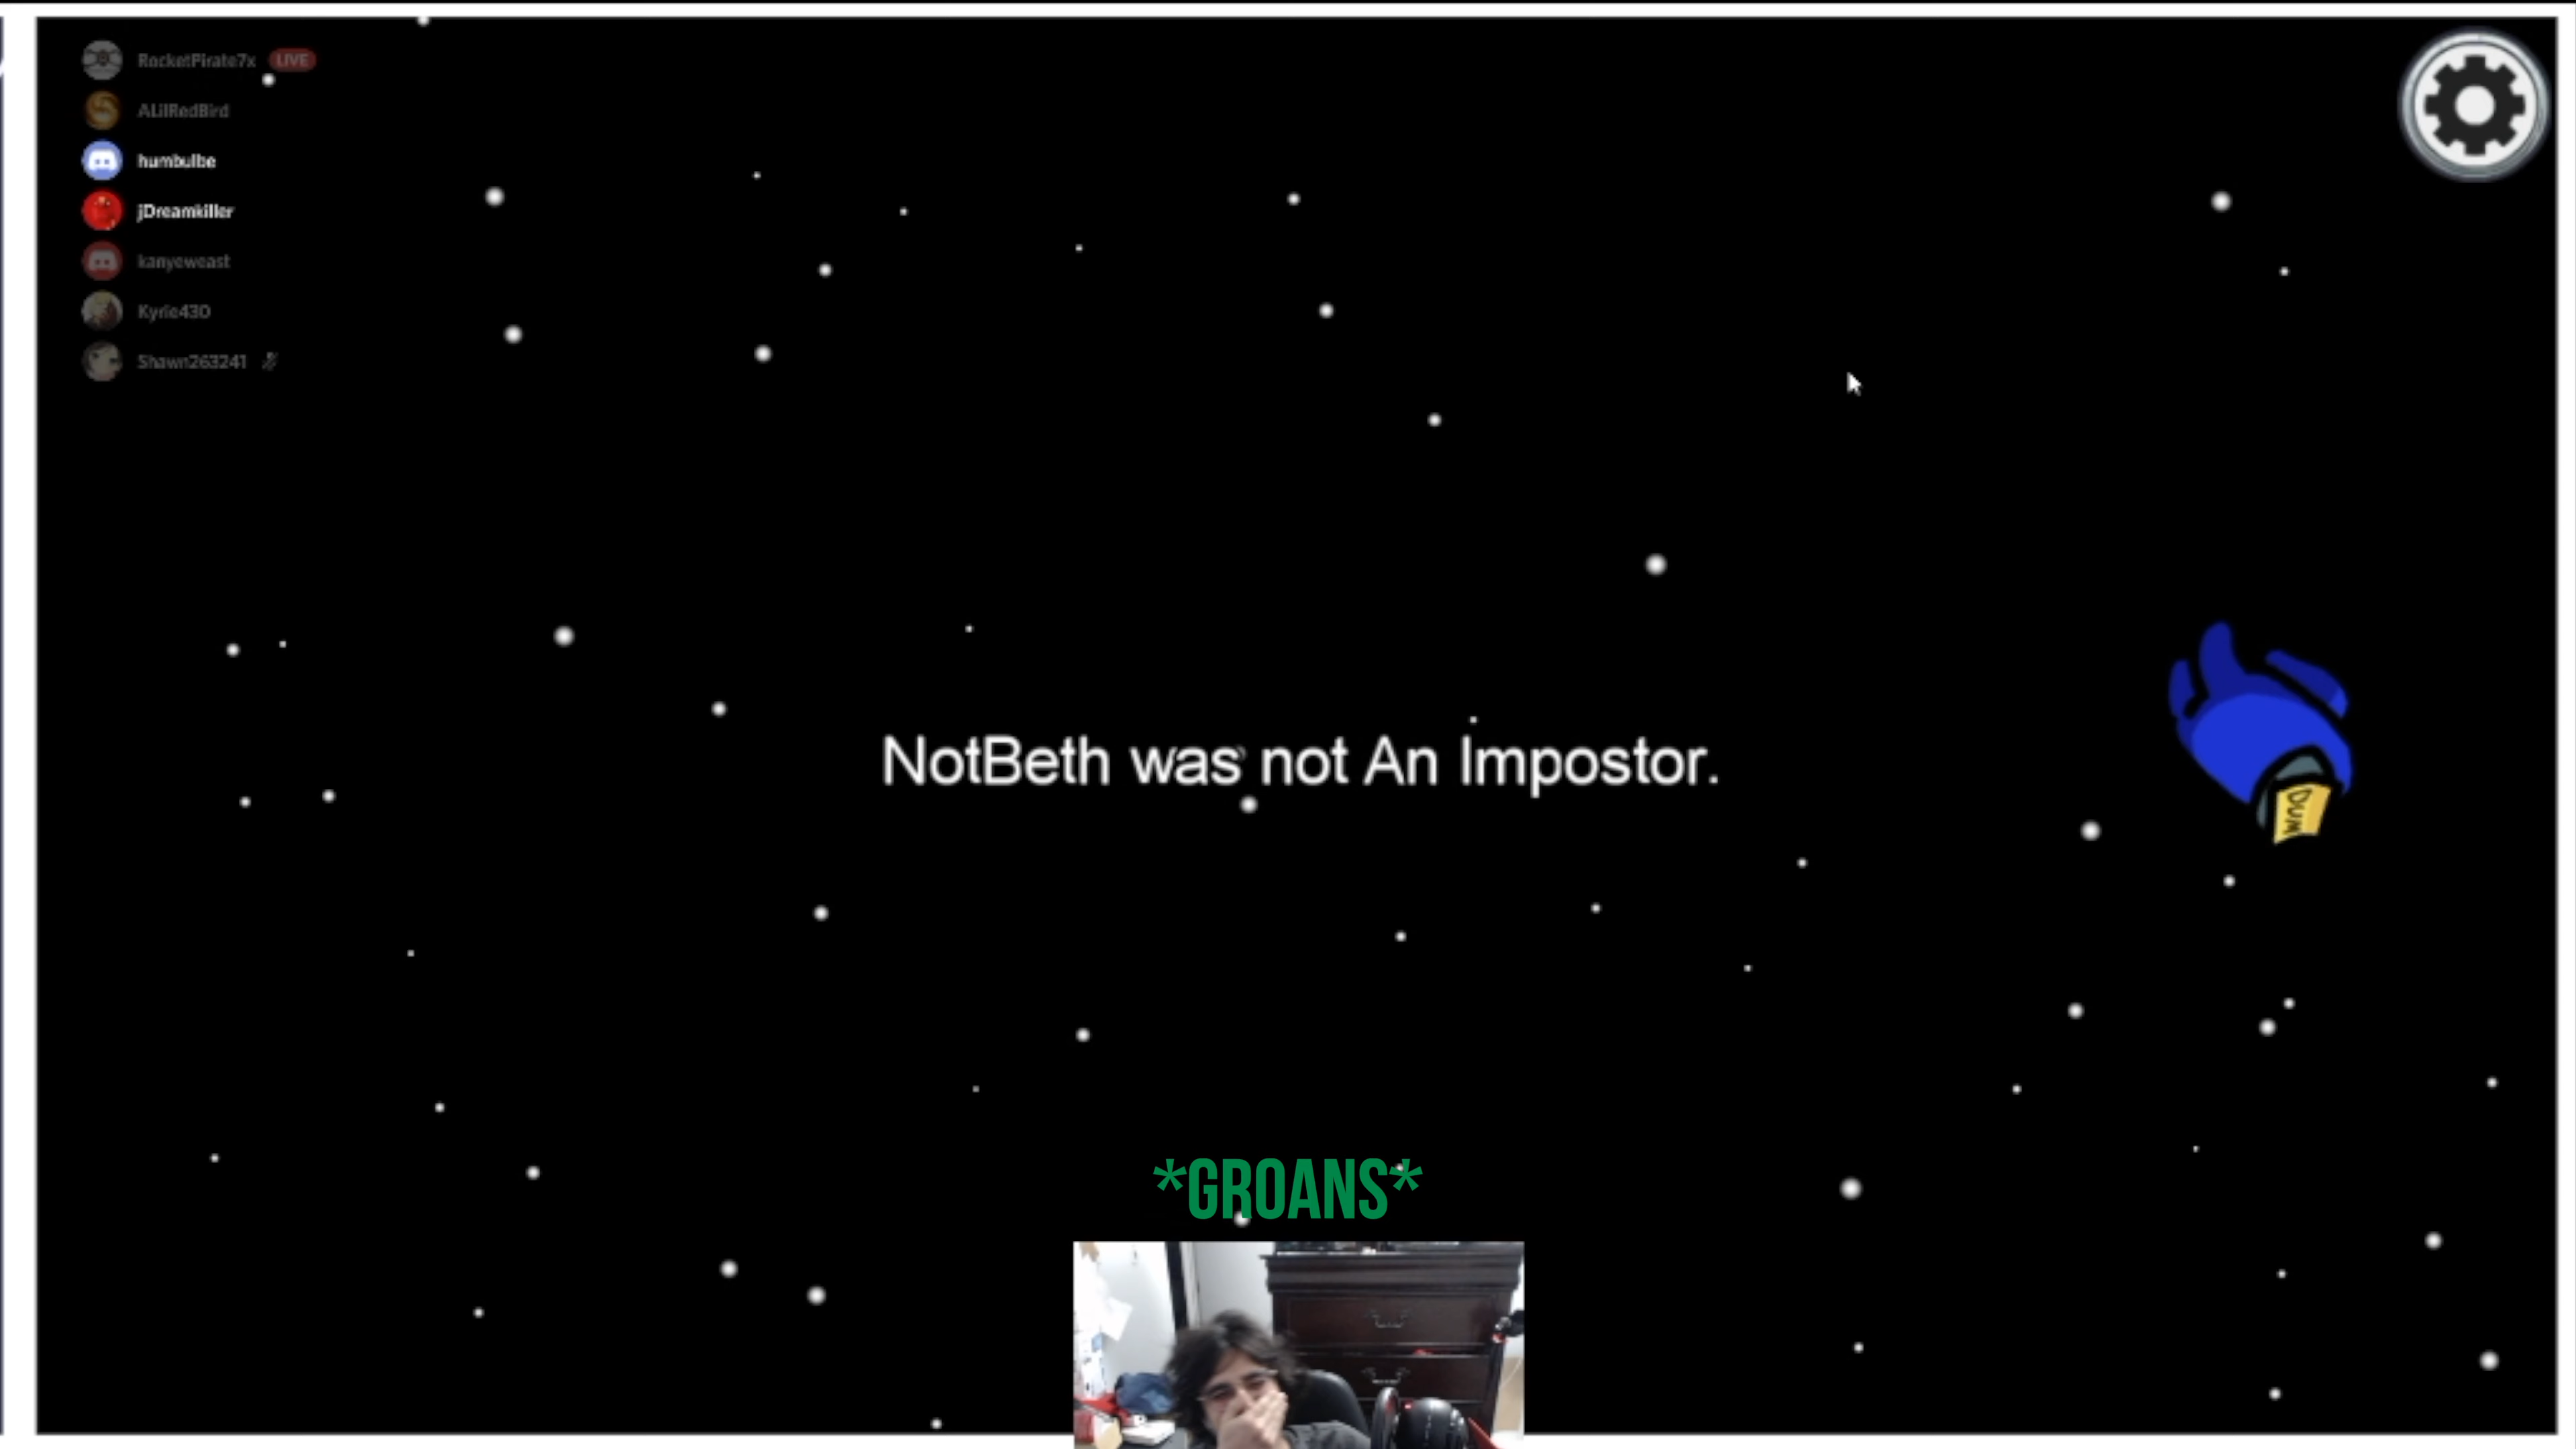 RocketPirate7x LIVE
ALilRedBird
humbulbe
jDreamkiller
kanyeweast
Kyrie430
Shawn263241
NotBeth was not An Impostor.
DUM
*GROANS*